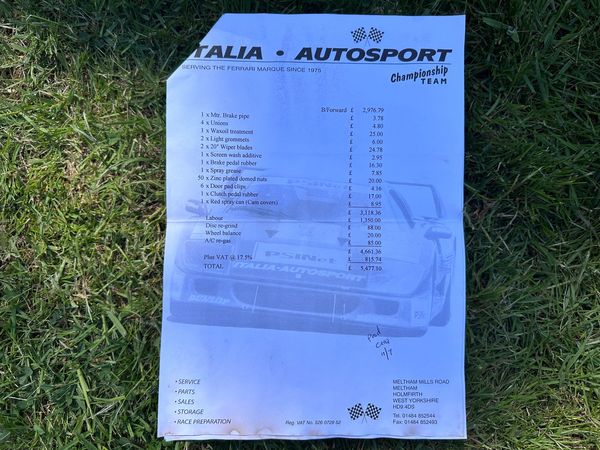 ITALIA • AUTOSPORT
SERVING THE FERRARI MARQUE SINCE 1975
Championship
TEAM
B/Forward £ 2,976.79
1 x Mtr. Brake pipe £ 3.78
4 x Unions £ 4.80
1 x Waxoil treatment £ 25.00
2 x Light grommets £ 6.00
2 x 20" Wiper blades £ 24.78
1 x Screen wash additive £ 2.95
1 x Brake pedal rubber £ 16.30
1 x Spray grease £ 7.85
50 x Zinc plated domed nuts £ 20.00
6 x Door pad clips £ 4.16
1 x Clutch pedal rubber £ 17.00
1 x Red spray can (Cam covers) £ 8.95
£ 3,118.36
Labour £ 1,350.00
Disc re-grind £ 88.00
Wheel balance £ 20.00
A/C re-gas £ 85.00
£ 4,661.36
Plus VAT @ 17.5% £ 815.74
TOTAL £ 5,477.10
PSINet
ITALIA-AUTOSPORT
DUNLOP
Paid
• SERVICE
• PARTS
• SALES
• STORAGE
• RACE PREPARATION
Reg. VAT No. 526 0729 52
MELTHAM MILLS ROAD
MELTHAM
HOLMFIRTH
WEST YORKSHIRE
HD9 4DS
Tel. 01484 852544
Fax: 01484 852493